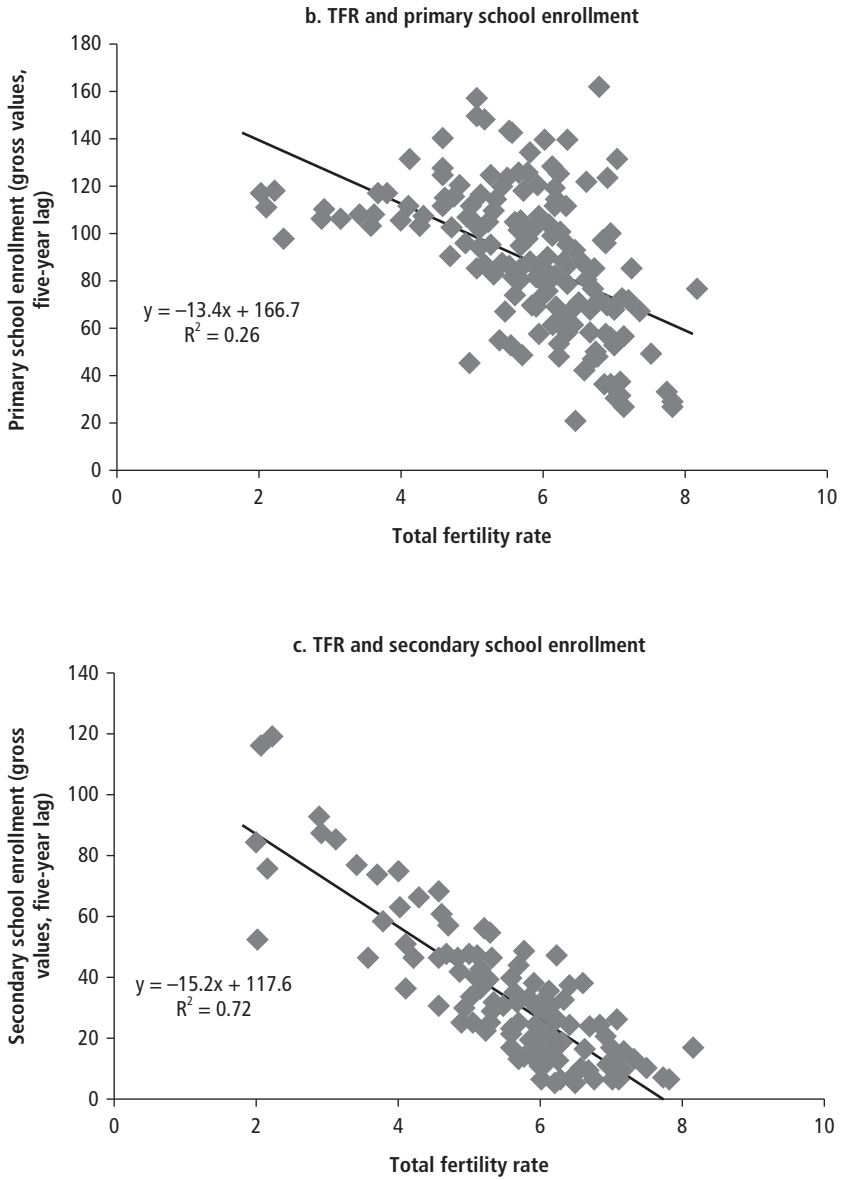 b. TFR and primary school enrollment
Primary school enrollment (gross values,
five-year lag)
180
160
140
120
100
80
60
40
20
0
y = –13.4x + 166.7
R² = 0.26
0 2 4 6 8 10
Total fertility rate
c. TFR and secondary school enrollment
Secondary school enrollment (gross
values, five-year lag)
140
120
100
80
60
40
20
0
y = –15.2x + 117.6
R² = 0.72
0 2 4 6 8 10
Total fertility rate